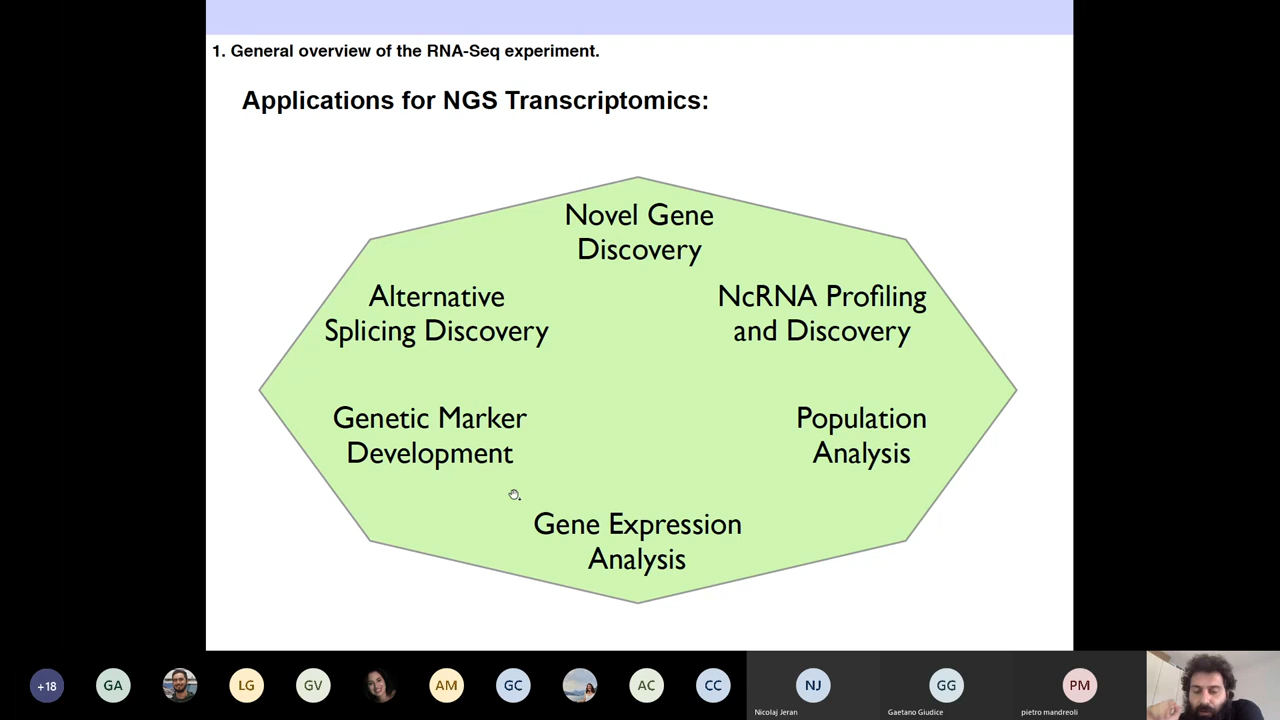 1. General overview of the RNA-Seq experiment.
Applications for NGS Transcriptomics:
Novel Gene
Discovery
Alternative
Splicing Discovery
NcRNA Profiling
and Discovery
Genetic Marker
Development
Population
Analysis
Gene Expression
Analysis
+18
GA
LG
GV
AM
GC
AC
CC
NJ
GG
PM
Nicolaj Jeran
Gaetano Giudice
pietro mandreoli